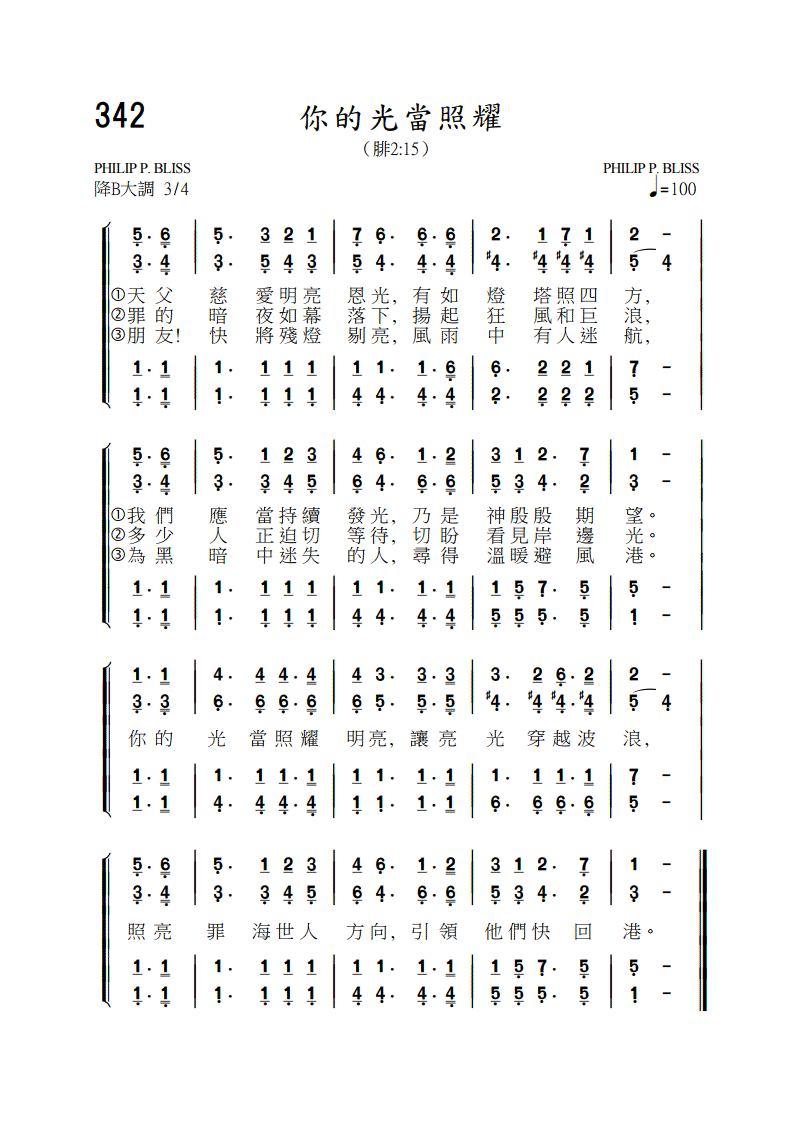 342
你的光當照耀
（腓2:15）
PHILIP P. BLISS PHILIP P. BLISS
降B大調 3/4 ♩=100
5.6 | 5. 3 2 1 | 7 6. 6.6 | 2. 1 7 1 | 2 - |
3.4 | 3. 5 4 3 | 5 4. 4.4 | #4. #4 #4 #4 | 5 4 |
①天父 慈愛明亮恩光,有如燈塔照四方,
②罪的 暗夜如幕落下,揚起狂風和巨浪,
③朋友! 快將殘燈剔亮,風雨中有人迷航,
1.1 | 1. 1 1 1 | 1 1. 1.6 | 6. 2 2 1 | 7 - |
1.1 | 1. 1 1 1 | 4 4. 4.4 | 2. 2 2 2 | 5 - |
5.6 | 5. 1 2 3 | 4 6. 1.2 | 3 1 2. 7 | 1 - |
3.4 | 3. 3 4 5 | 6 4. 6.6 | 5 3 4. 2 | 3 - |
①我們應當持續發光,乃是神殷殷期望。
②多少人正迫切等待,切盼看見岸邊光。
③為黑暗中迷失的人,尋得溫暖避風港。
1.1 | 1. 1 1 1 | 1 1. 1.1 | 1 5 7. 5 | 5 - |
1.1 | 1. 1 1 1 | 4 4. 4.4 | 5 5 5. 5 | 1 - |
1.1 | 4. 4 4.4 | 4 3. 3.3 | 3. 2 6.2 | 2 - |
3.3 | 6. 6 6.6 | 6 5. 5.5 | #4. #4 #4.#4 | 5 4 |
你的光當照耀明亮,讓亮光穿越波浪,
1.1 | 1. 1 1.1 | 1 1. 1.1 | 1. 1 1.1 | 7 - |
1.1 | 4. 4 4.4 | 4 1. 1.1 | 6. 6 6.6 | 5 - |
5.6 | 5. 1 2 3 | 4 6. 1.2 | 3 1 2. 7 | 1 - |
3.4 | 3. 3 4 5 | 6 4. 6.6 | 5 3 4. 2 | 3 - |
照亮罪海世人方向,引領他們快回港。
1.1 | 1. 1 1 1 | 1 1. 1.1 | 1 5 7. 5 | 5 - |
1.1 | 1. 1 1 1 | 4 4. 4.4 | 5 5 5. 5 | 1 - |